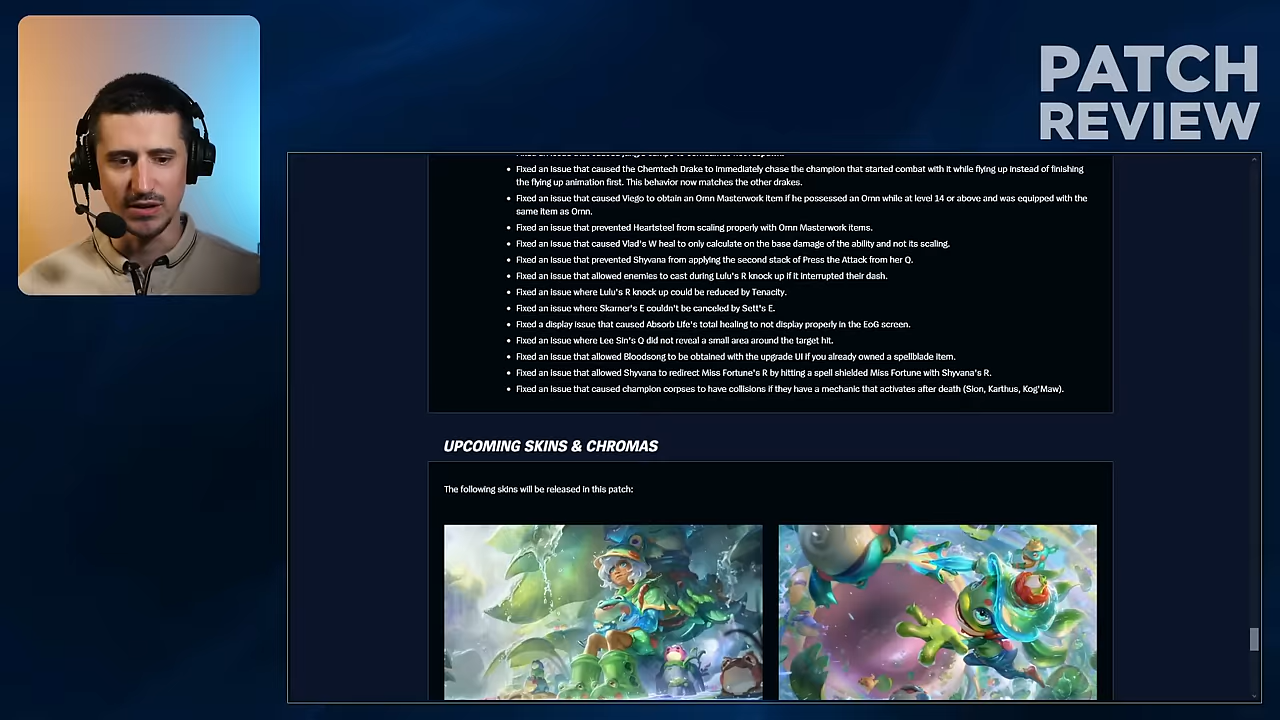 PATCH
REVIEW
Fixed an issue that caused the Chemtech Drake to immediately chase the champion that started combat with it while flying up instead of finishing
the flying up animation first. This behavior now matches the other drakes.
Fixed an issue that caused Viego to obtain an Ornn Masterwork item if he possessed an Ornn while at level 14 or above and was equipped with the
same item as Ornn.
Fixed an issue that prevented Heartsteel from scaling properly with Ornn Masterwork items.
Fixed an issue that caused Vlad's W heal to only calculate on the base damage of the ability and not its scaling.
Fixed an issue that prevented Shyvana from applying the second stack of Press the Attack from her Q.
Fixed an issue that allowed enemies to cast during Lulu's R knock up if it interrupted their dash.
Fixed an issue where Lulu's R knock up could be reduced by Tenacity.
Fixed an issue where Skarner's E couldn't be canceled by Sett's E.
Fixed a display issue that caused Absorb Life's total healing to not display properly in the EoG screen.
Fixed an issue where Lee Sin's Q did not reveal a small area around the target hit.
Fixed an issue that allowed Bloodsong to be obtained with the upgrade UI if you already owned a spellblade item.
Fixed an issue that allowed Shyvana to redirect Miss Fortune's R by hitting a spell shielded Miss Fortune with Shyvana's R.
Fixed an issue that caused champion corpses to have collisions if they have a mechanic that activates after death (Sion, Karthus, Kog'Maw).
UPCOMING SKINS & CHROMAS
The following skins will be released in this patch: